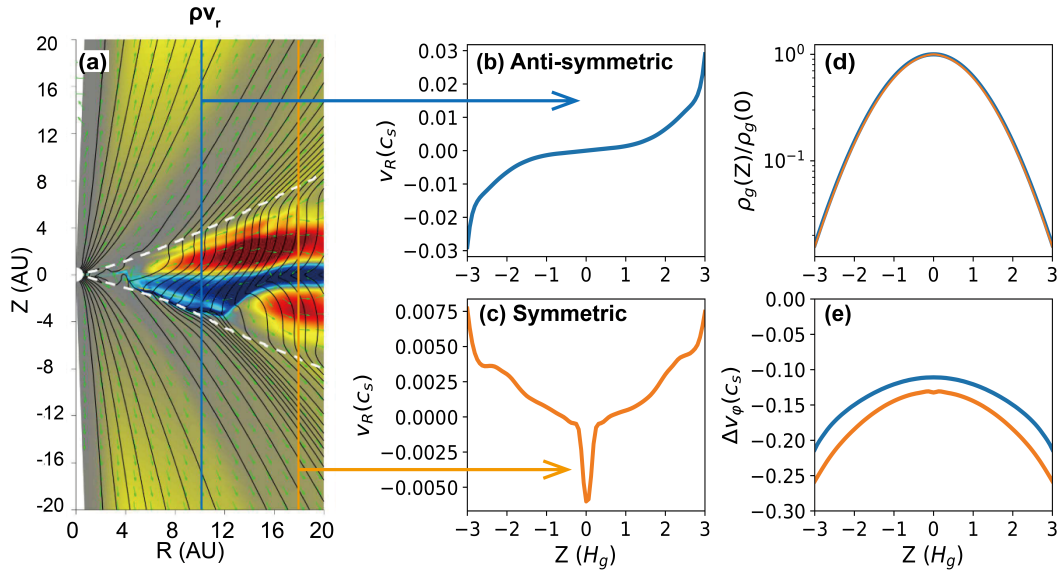 ρvᵣ
(a)
20
16
12
8
4
0
-4
-8
-12
-16
-20
Z (AU)
0 4 8 12 16 20
R (AU)
(b) Anti-symmetric
0.03
0.02
0.01
0.00
−0.01
−0.02
−0.03
v_R(c_s)
−3 −2 −1 0 1 2 3
(c) Symmetric
0.0075
0.0050
0.0025
0.0000
−0.0025
−0.0050
v_R(c_s)
−3 −2 −1 0 1 2 3
Z (H_g)
(d)
10⁰
10⁻¹
ρ_g(Z)/ρ_g(0)
−3 −2 −1 0 1 2 3
(e)
0.00
−0.05
−0.10
−0.15
−0.20
−0.25
−0.30
Δv_φ(c_s)
−3 −2 −1 0 1 2 3
Z (H_g)